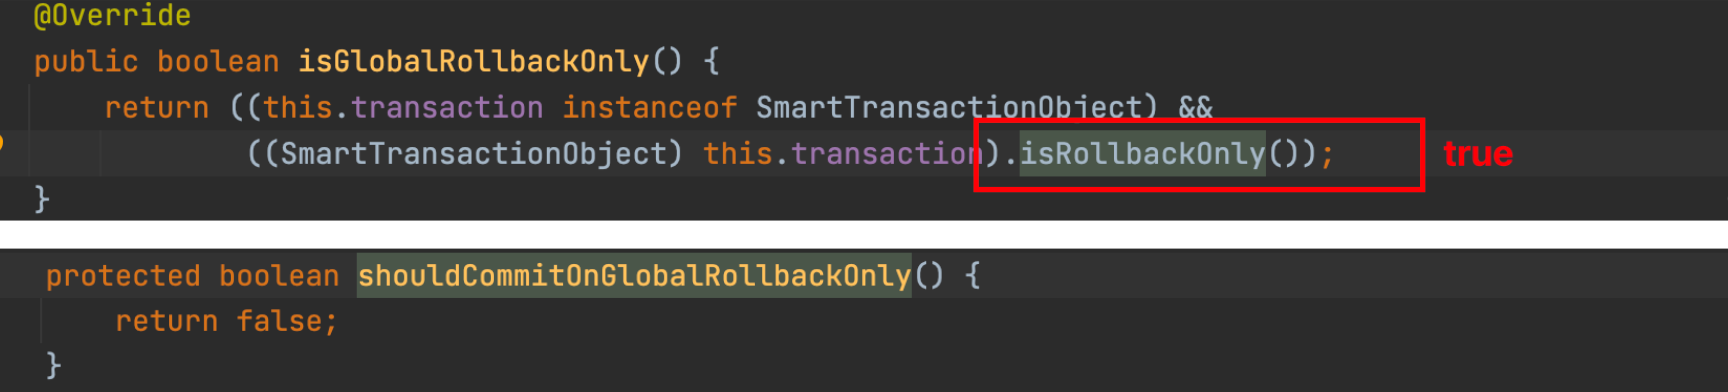 @Override
public boolean isGlobalRollbackOnly() {
return ((this.transaction instanceof SmartTransactionObject) &&
((SmartTransactionObject) this.transaction).isRollbackOnly()); true
}
protected boolean shouldCommitOnGlobalRollbackOnly() {
return false;
}